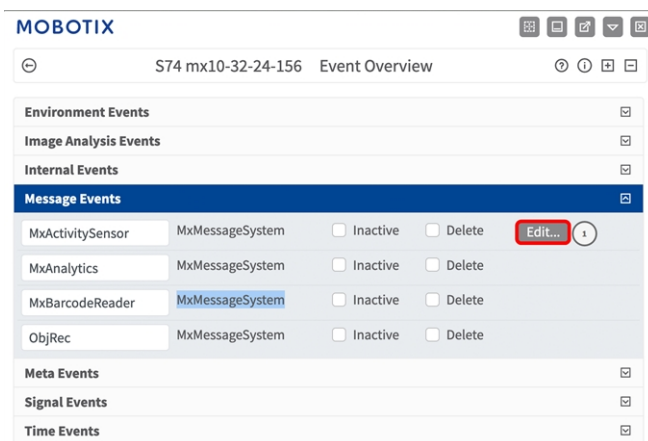 MOBOTIX
S74 mx10-32-24-156 Event Overview
Environment Events
Image Analysis Events
Internal Events
Message Events
MxActivitySensor MxMessageSystem Inactive Delete Edit... 1
MxAnalytics MxMessageSystem Inactive Delete
MxBarcodeReader MxMessageSystem Inactive Delete
ObjRec MxMessageSystem Inactive Delete
Meta Events
Signal Events
Time Events